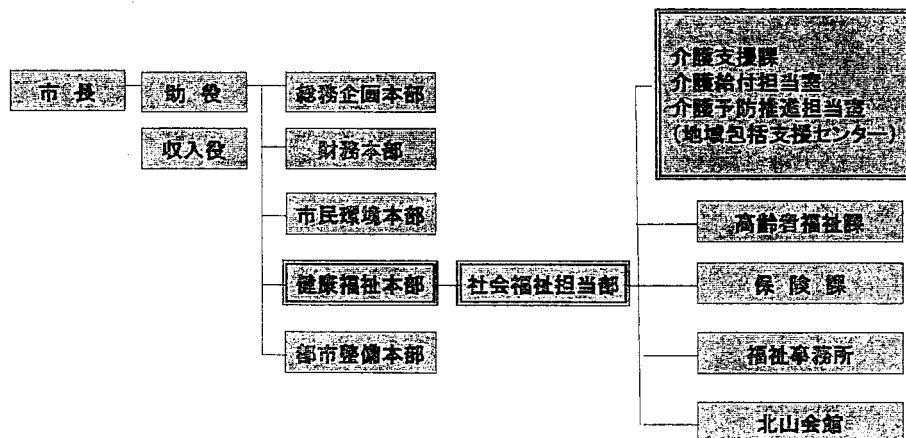 市長
助役
収入役
総務企画本部
財務本部
市民環境本部
健康福祉本部
都市整備本部
社会福祉担当部
介護支援課
介護給付担当室
介護予防推進担当室
(地域包括支援センター)
高齢者福祉課
保険課
福祉事務所
北山会館